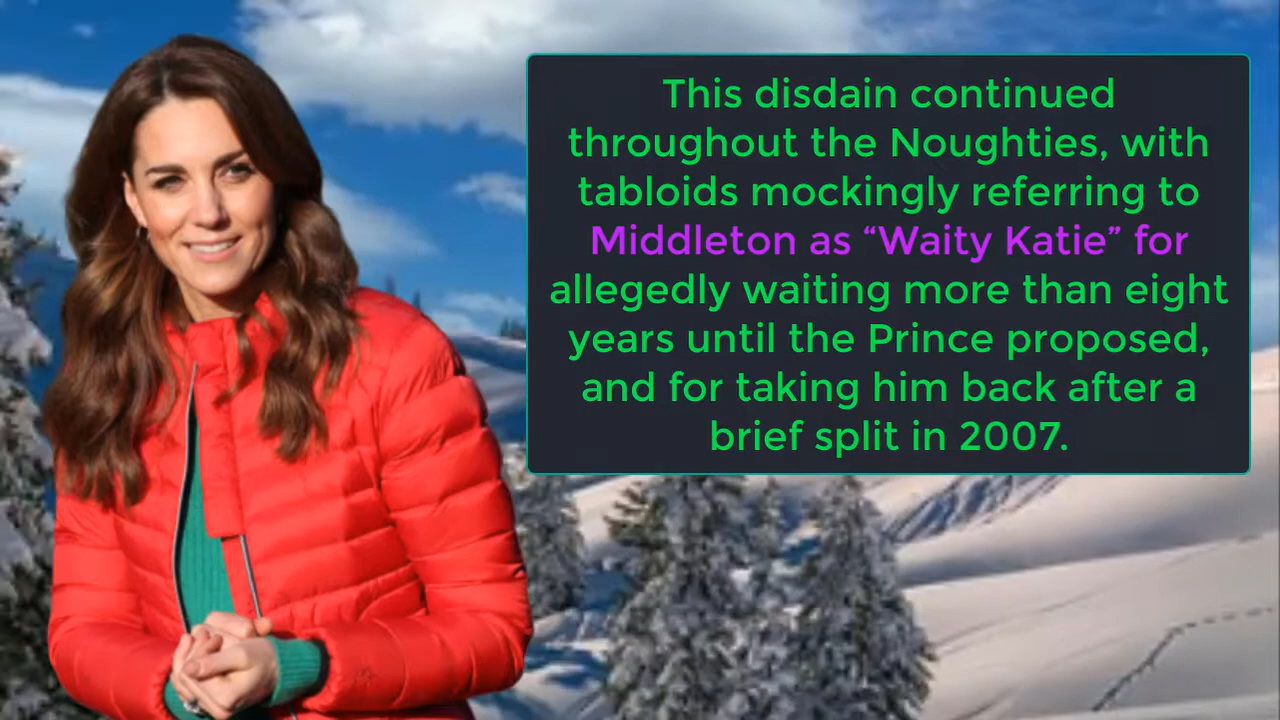 This disdain continued
throughout the Noughties, with
tabloids mockingly referring to
Middleton as “Waity Katie” for
allegedly waiting more than eight
years until the Prince proposed,
and for taking him back after a
brief split in 2007.